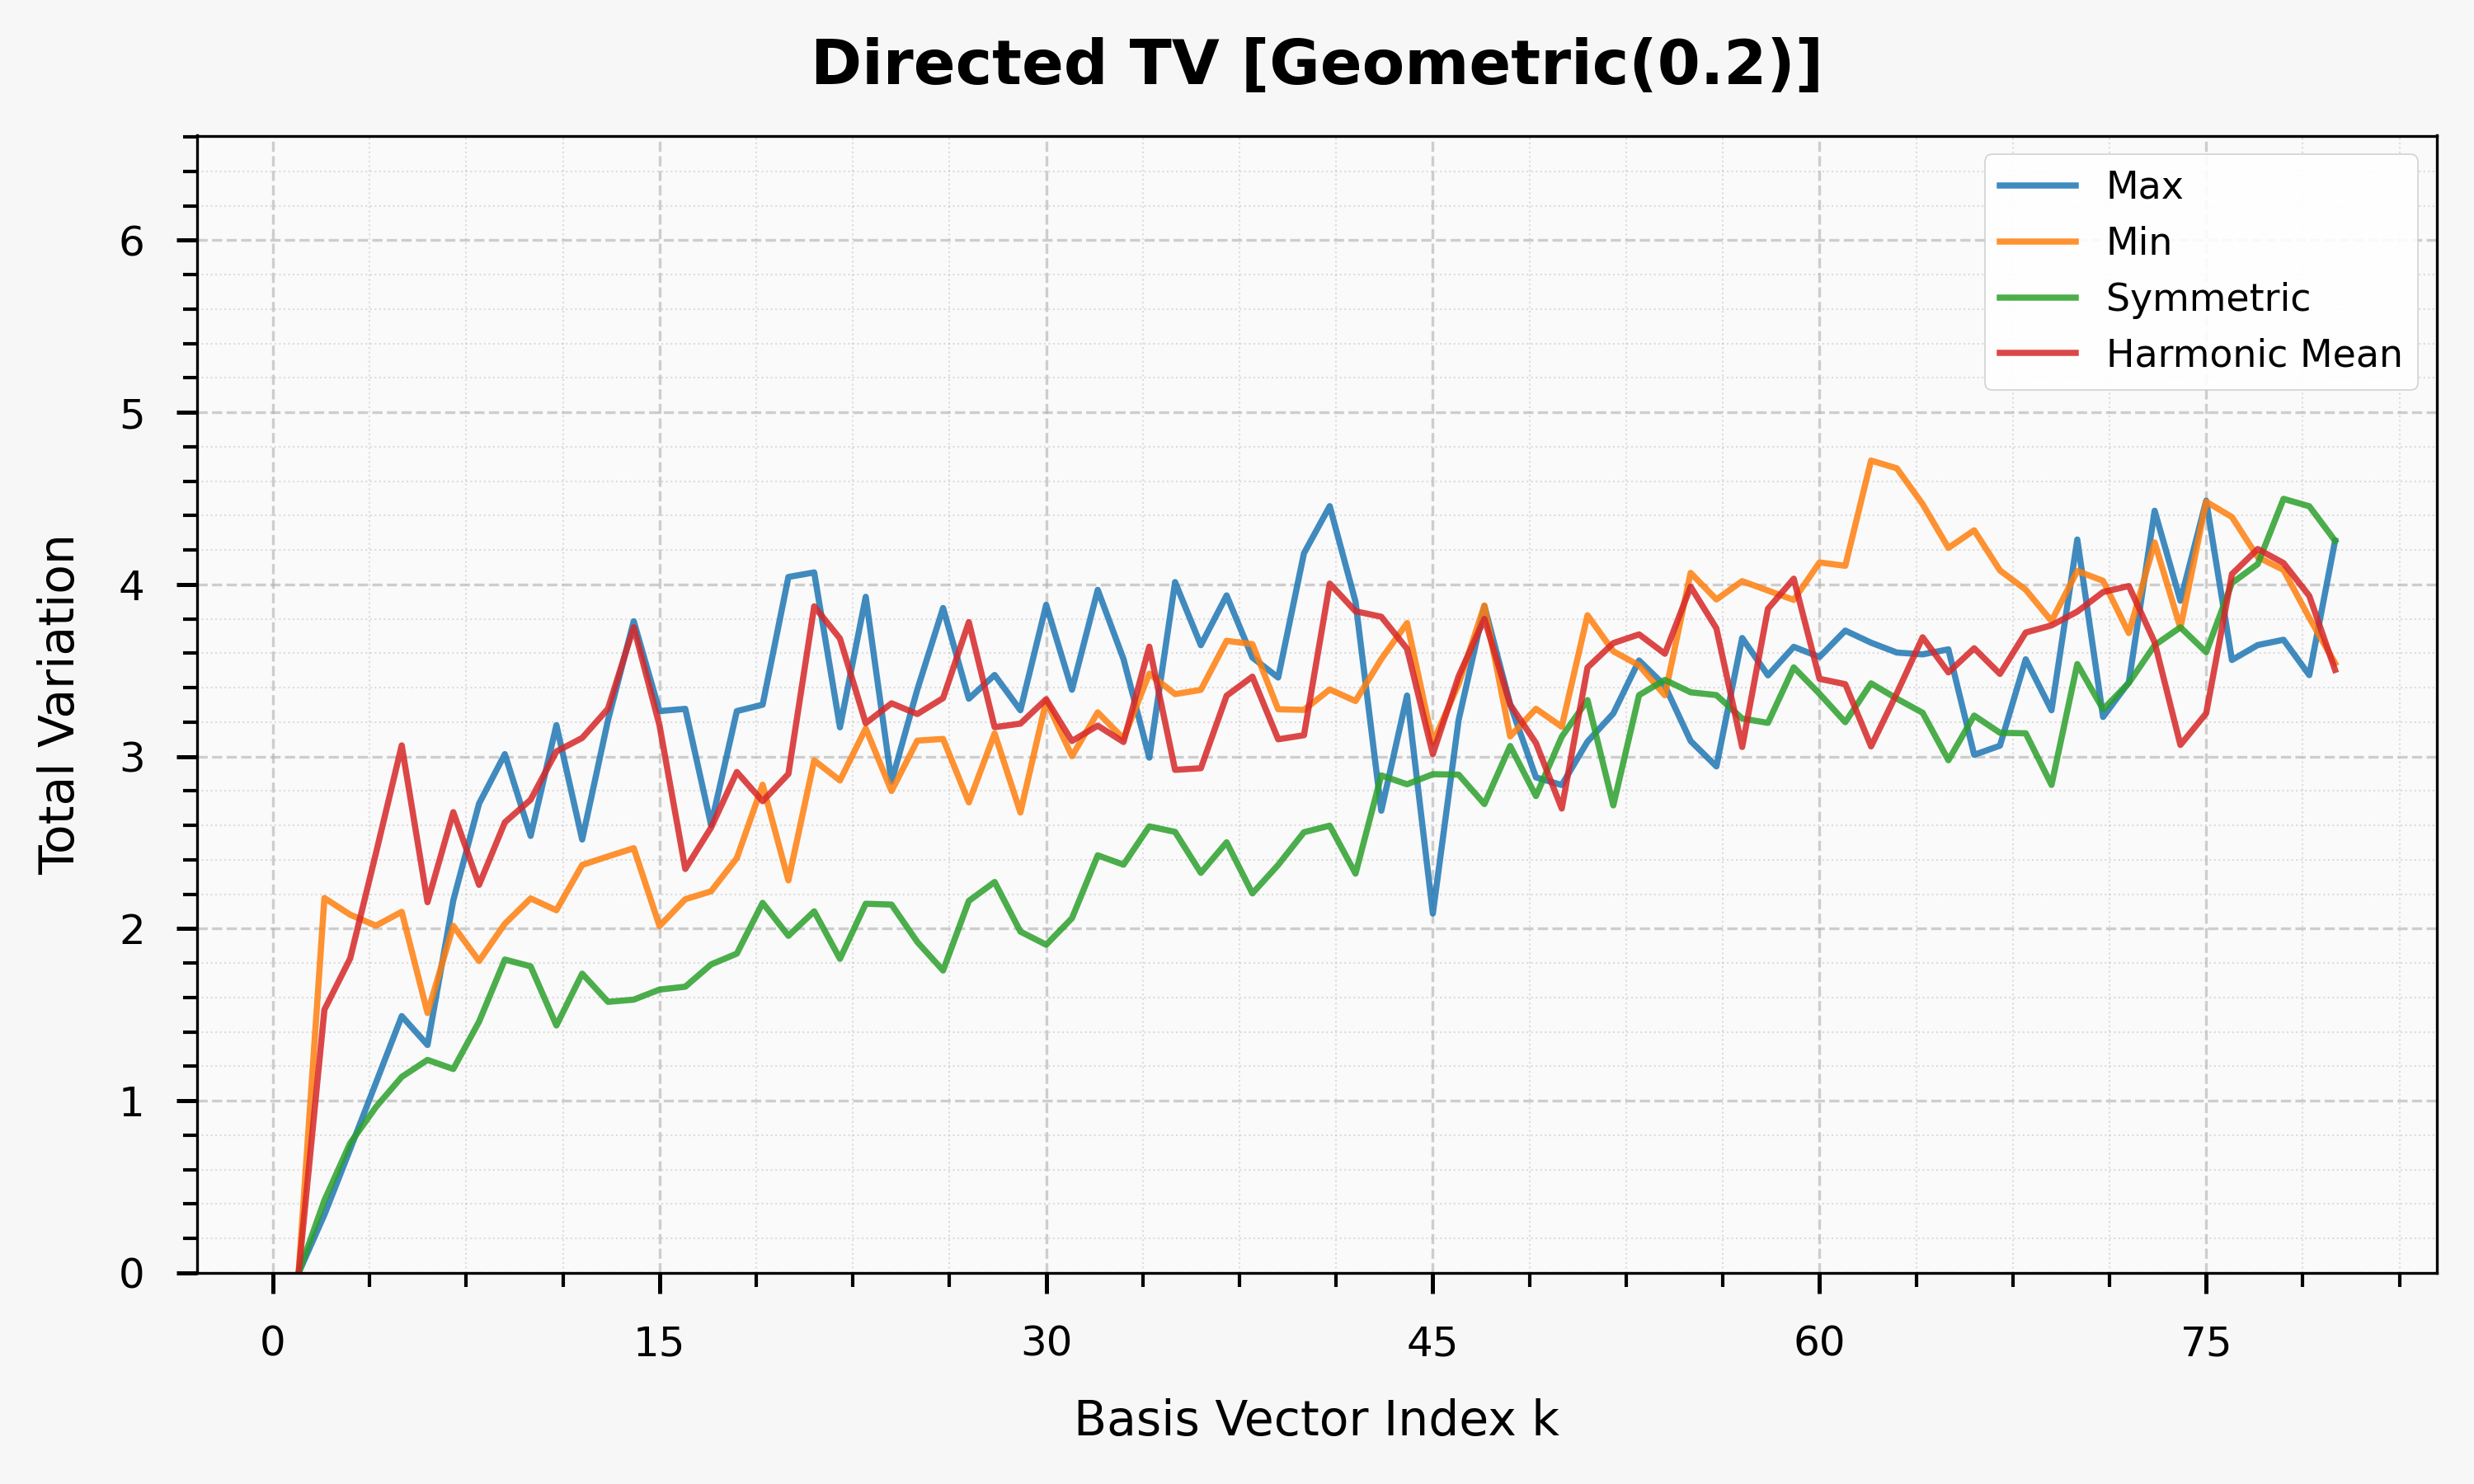 Directed TV [Geometric(0.2)]
Max
Min
Symmetric
Harmonic Mean
Total Variation
6
5
4
3
2
1
0
0 15 30 45 60 75
Basis Vector Index k